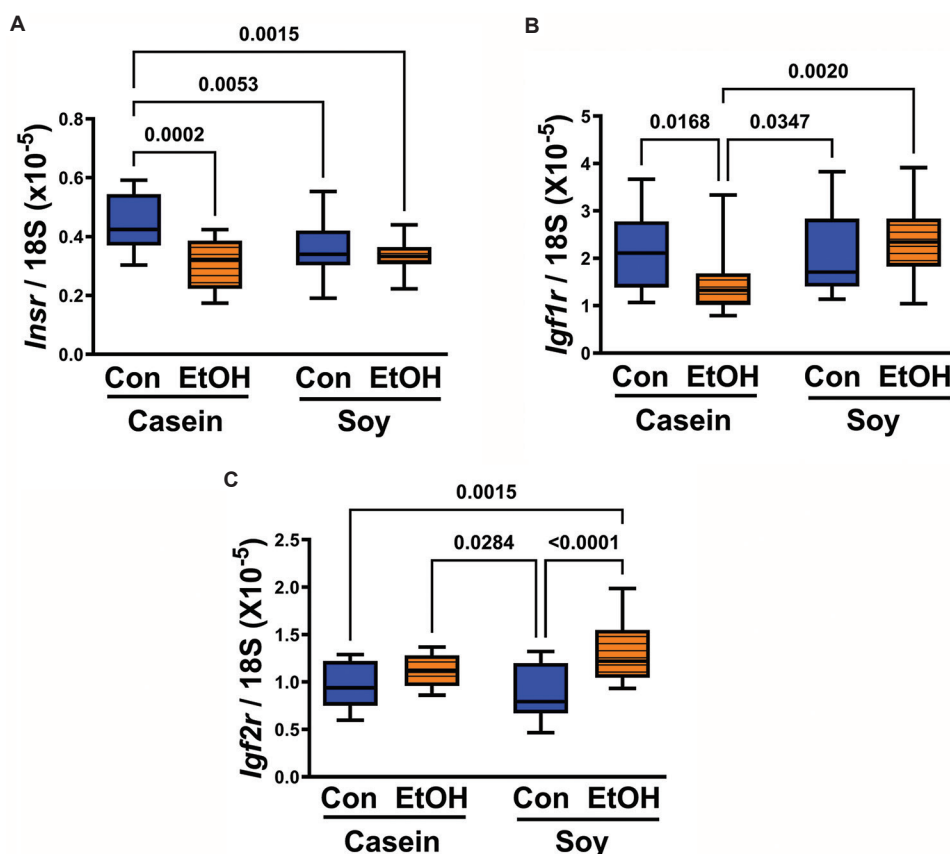 A
0.0015
0.0053
0.0002
Insr / 18S (x10-5)
0.8
0.6
0.4
0.2
0.0
Con EtOH Con EtOH
Casein Soy
B
0.0020
0.0168 0.0347
Igf1r / 18S (X10-5)
5
4
3
2
1
0
Con EtOH Con EtOH
Casein Soy
C
0.0015
0.0284 <0.0001
Igf2r / 18S (X10-5)
2.5
2.0
1.5
1.0
0.5
0.0
Con EtOH Con EtOH
Casein Soy